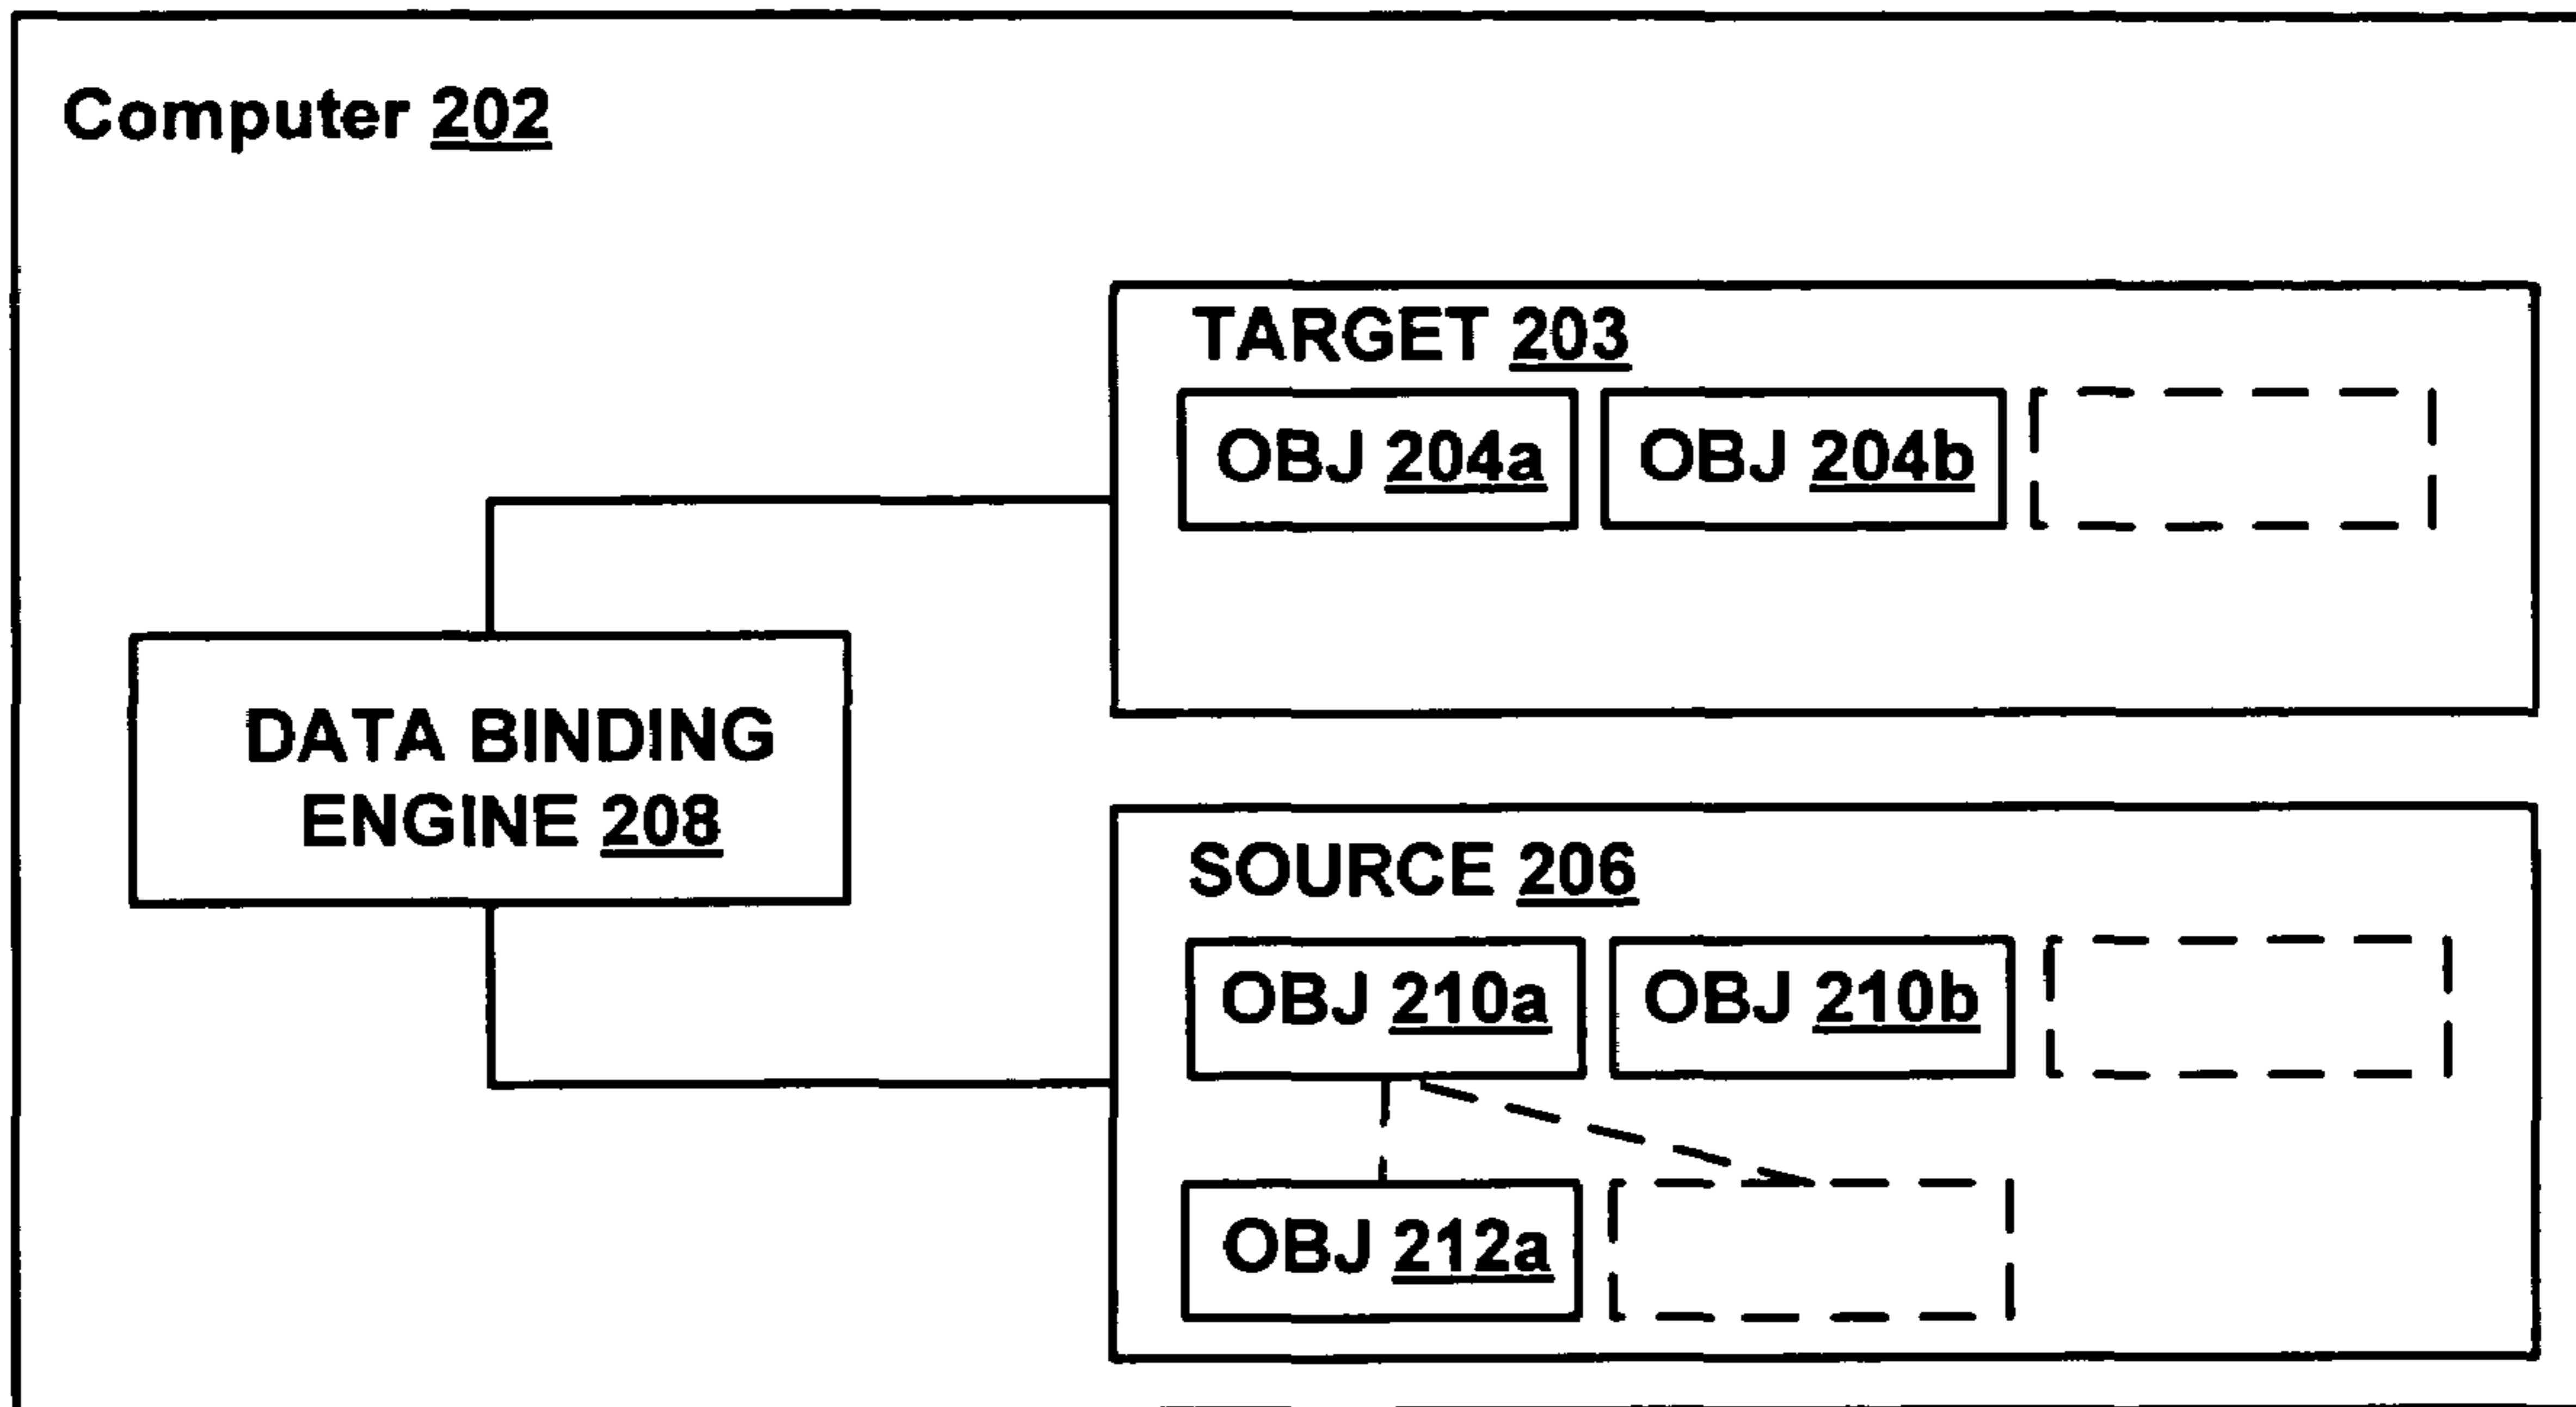 Computer 202
TARGET 203
OBJ 204a
OBJ 204b
DATA BINDING
ENGINE 208
SOURCE 206
OBJ 210a
OBJ 210b
OBJ 212a